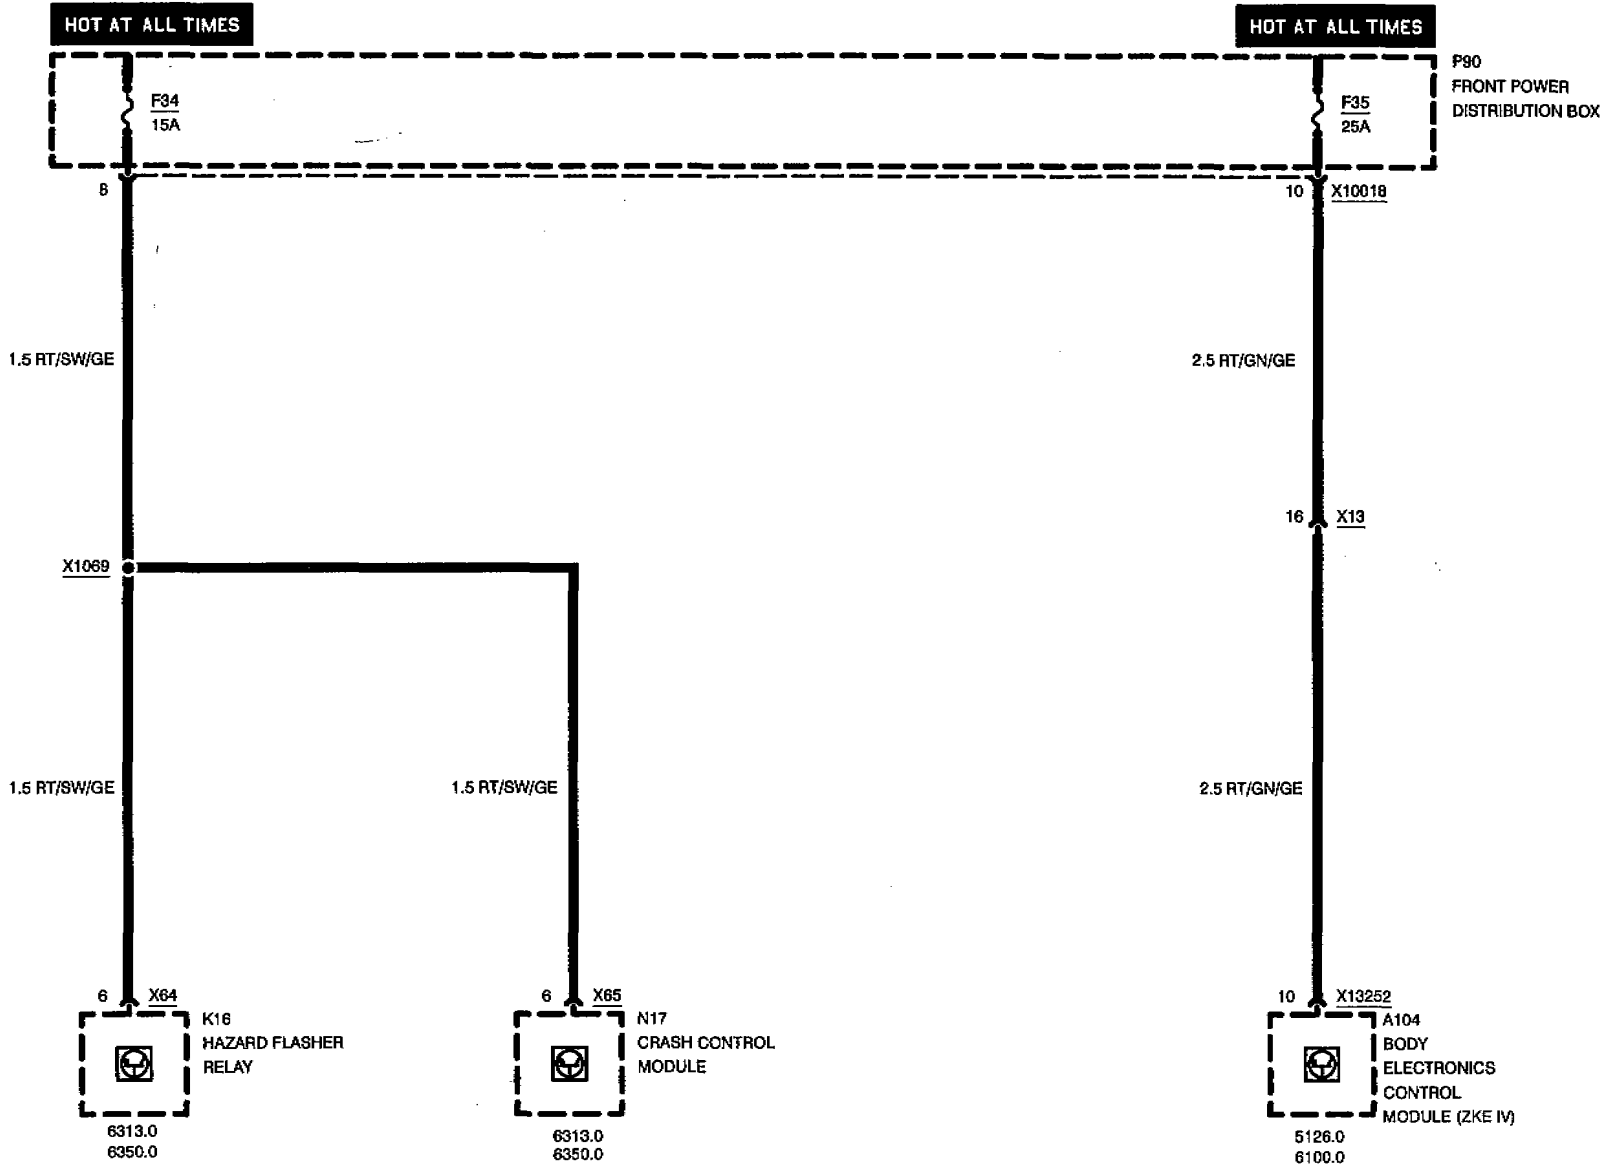 HOT AT ALL TIMES
HOT AT ALL TIMES
P90
FRONT POWER
DISTRIBUTION BOX
F34
15A
F35
25A
8
10 X10018
1.5 RT/SW/GE
2.5 RT/GN/GE
16 X13
X1069
1.5 RT/SW/GE
1.5 RT/SW/GE
2.5 RT/GN/GE
6 X64
6 X65
10 X13252
K16
HAZARD FLASHER
RELAY
N17
CRASH CONTROL
MODULE
A104
BODY
ELECTRONICS
CONTROL
MODULE (ZKE IV)
6313.0
6350.0
6313.0
6350.0
5126.0
6100.0